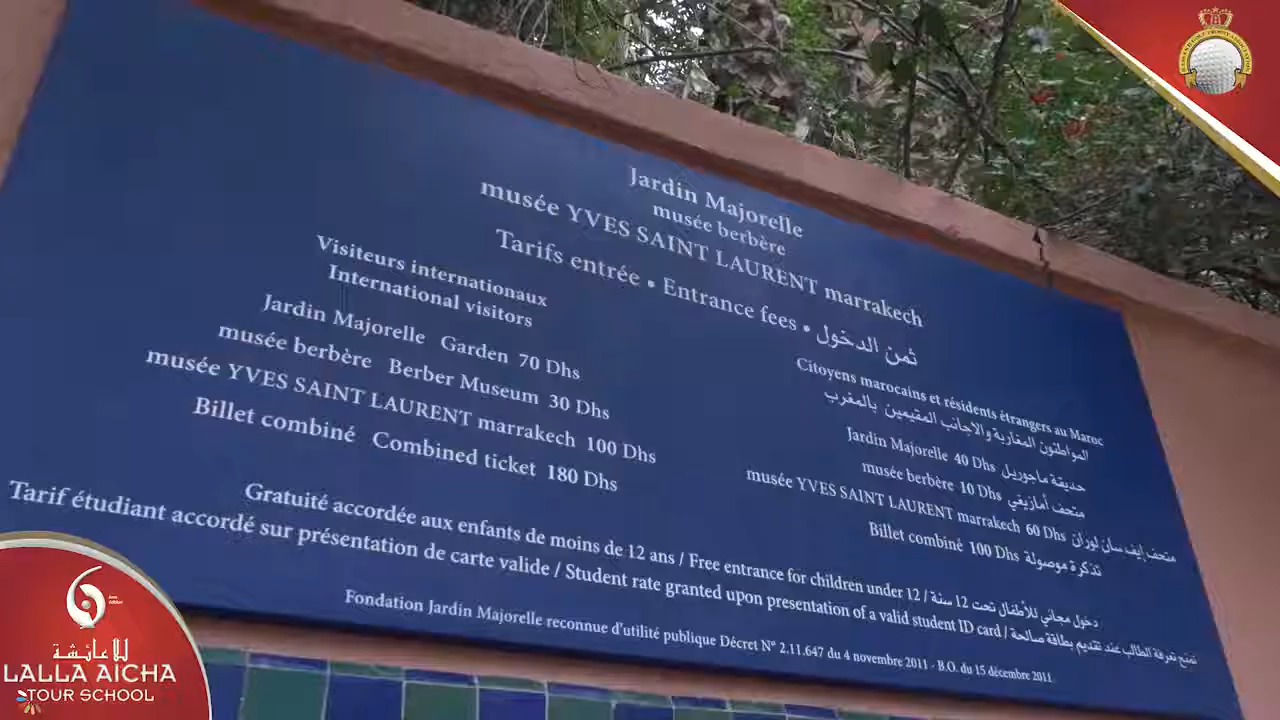 Jardin Majorelle
musée berbère
musée YVES SAINT LAURENT marrakech
Tarifs entrée • Entrance fees • ثمن الدخول
Visiteurs internationaux
International visitors
Jardin Majorelle Garden 70 Dhs
musée berbère Berber Museum 30 Dhs
musée YVES SAINT LAURENT marrakech 100 Dhs
Billet combiné Combined ticket 180 Dhs
Citoyens marocains et résidents étrangers au Maroc
المواطنون المغاربة والاجانب المقيمين بالمغرب
Jardin Majorelle 40 Dhs حديقة ماجوريل
musée berbère 10 Dhs متحف أمازيغي
musée YVES SAINT LAURENT marrakech 60 Dhs متحف إيف سان لوران
Billet combiné 100 Dhs تذكرة موصولة
Gratuité accordée aux enfants de moins de 12 ans / Free entrance for children under 12 / دخول مجاني للأطفال تحت 12 سنة
Tarif étudiant accordé sur présentation de carte valide / Student rate granted upon presentation of a valid student ID card / تمنح تعرفة الطالب عند تقديم بطاقة صالحة
Fondation Jardin Majorelle reconnue d'utilité publique Décret N° 2.11.647 du 4 novembre 2011 - B.O. du 15 décembre 2011
6
للاعائشة
LALLA AICHA
TOUR SCHOOL